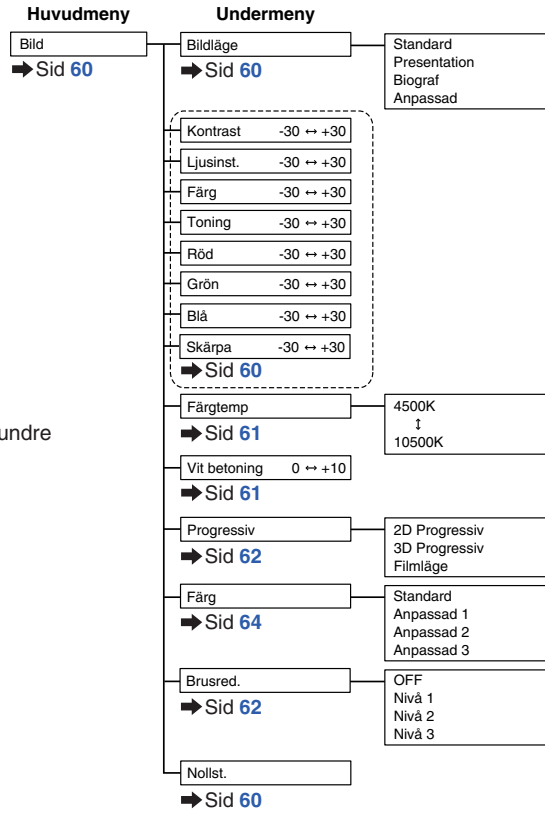 Huvudmeny Undermeny
Bild
➡ Sid 60
Bildläge
➡ Sid 60
Standard
Presentation
Biograf
Anpassad
Kontrast -30 ↔ +30
Ljusinst. -30 ↔ +30
Färg -30 ↔ +30
Toning -30 ↔ +30
Röd -30 ↔ +30
Grön -30 ↔ +30
Blå -30 ↔ +30
Skärpa -30 ↔ +30
➡ Sid 60
undre
Färgtemp
➡ Sid 61
4500K
↕
10500K
Vit betoning 0 ↔ +10
➡ Sid 61
Progressiv
➡ Sid 62
2D Progressiv
3D Progressiv
Filmläge
Färg
➡ Sid 64
Standard
Anpassad 1
Anpassad 2
Anpassad 3
Brusred.
➡ Sid 62
OFF
Nivå 1
Nivå 2
Nivå 3
Nollst.
➡ Sid 60